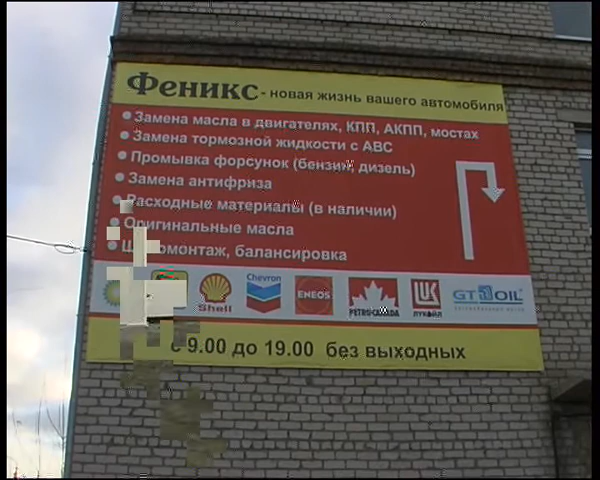 Феникс - новая жизнь вашего автомобиля
Замена масла в двигателях, КПП, АКПП, мостах
Замена тормозной жидкости с АВС
Промывка форсунок (бензин, дизель)
Замена антифриза
Расходные материалы (в наличии)
Оригинальные масла
Шиномонтаж, балансировка
Shell Chevron ENEOS PETRO-CANADA ЛУКОЙЛ GT OIL
с 9.00 до 19.00 без выходных